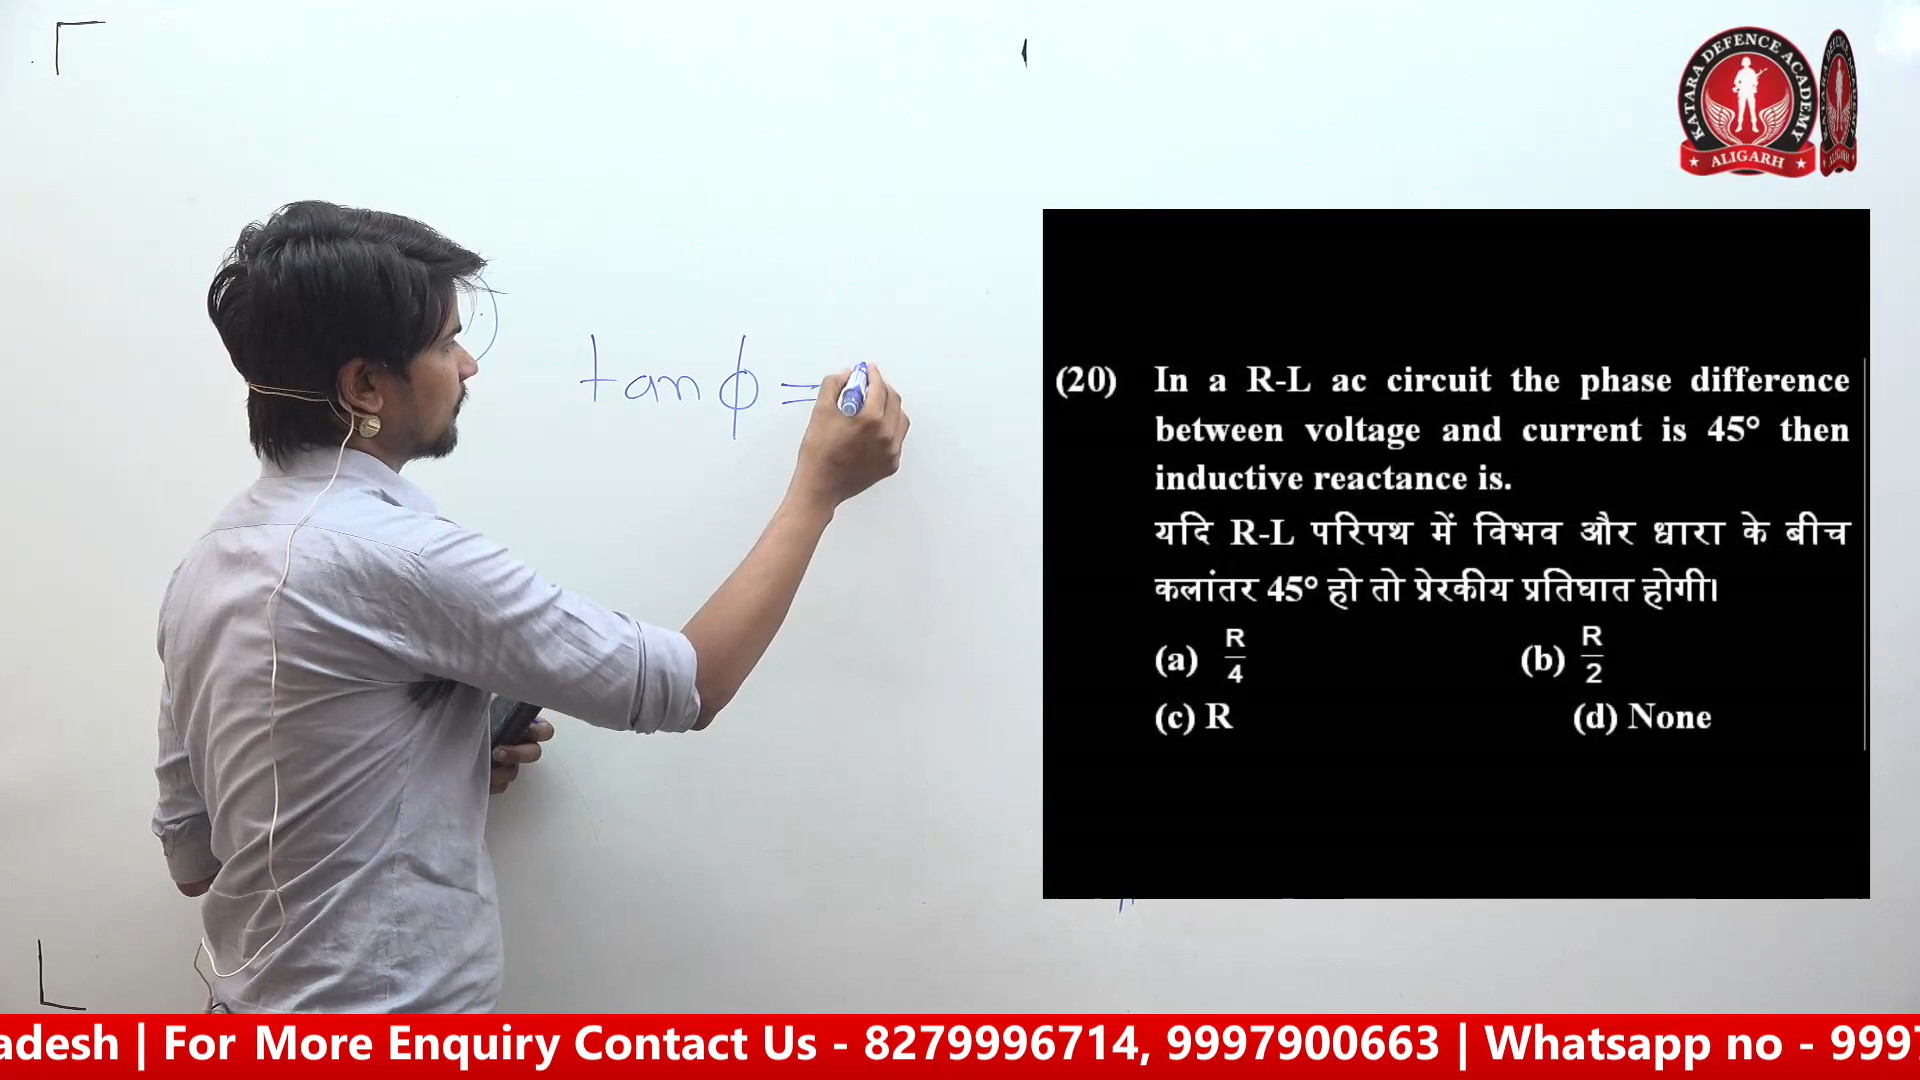 KATARA DEFENCE ACADEMY
ALIGARH
tan ϕ =
(20) In a R-L ac circuit the phase difference
between voltage and current is 45° then
inductive reactance is.
यदि R-L परिपथ में विभव और धारा के बीच
कलांतर 45° हो तो प्रेरकीय प्रतिघात होगी।
(a) R/4 (b) R/2
(c) R (d) None
adesh | For More Enquiry Contact Us - 8279996714, 9997900663 | Whatsapp no - 999